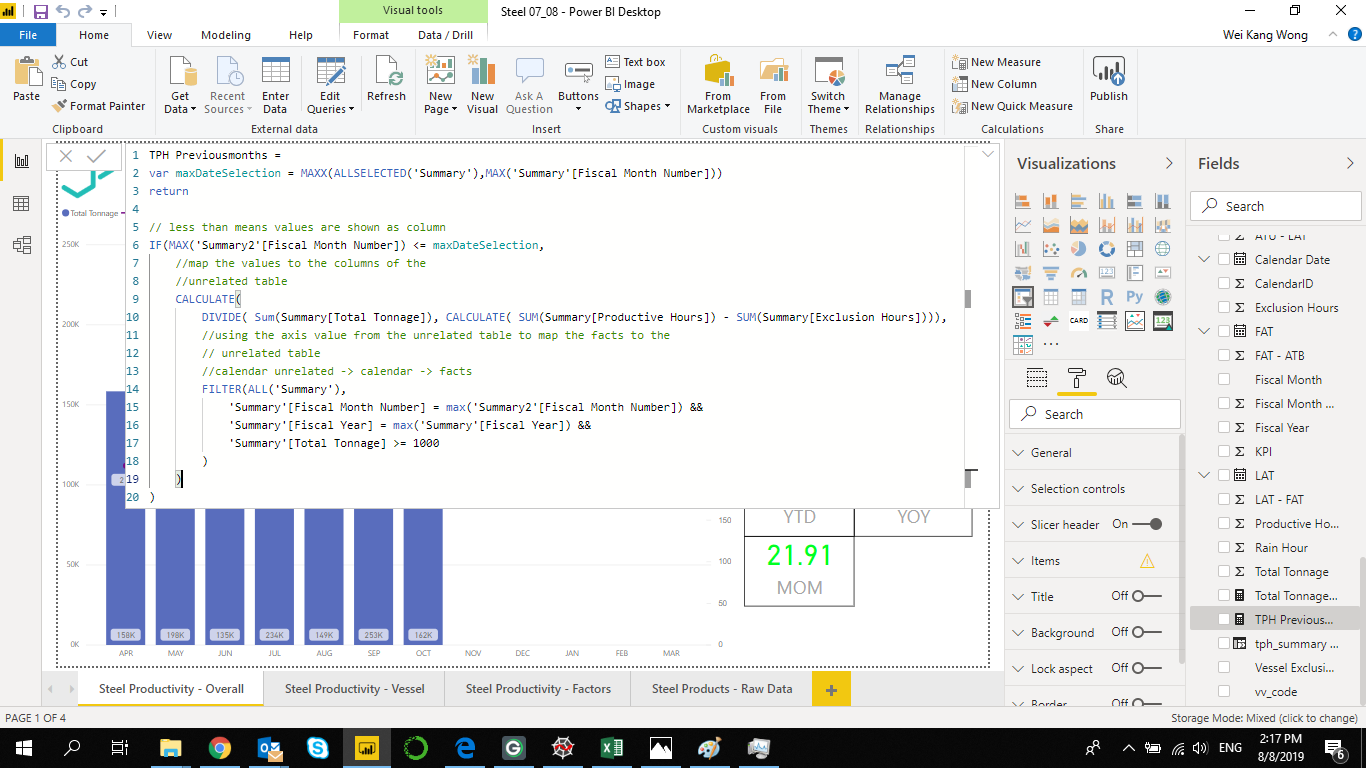 Visual tools
Steel 07_08 - Power BI Desktop
File
Home
View
Modeling
Help
Format
Data / Drill
Wei Kang Wong
Paste
Cut
Copy
Format Painter
Clipboard
Get Data
Recent Sources
Enter Data
Edit Queries
Refresh
External data
New Page
New Visual
Ask A Question
Buttons
Text box
Image
Shapes
Insert
From Marketplace
From File
Custom visuals
Switch Theme
Themes
Manage Relationships
Relationships
New Measure
New Column
New Quick Measure
Calculations
Publish
Share
1 TPH Previousmonths =
2 var maxDateSelection = MAXX(ALLSELECTED('Summary'),MAX('Summary'[Fiscal Month Number]))
3 return
4
5 // less than means values are shown as column
6 IF(MAX('Summary2'[Fiscal Month Number]) <= maxDateSelection,
7 //map the values to the columns of the
8 //unrelated table
9 CALCULATE(
10 DIVIDE( Sum(Summary[Total Tonnage]), CALCULATE( SUM(Summary[Productive Hours]) - SUM(Summary[Exclusion Hours]))),
11 //using the axis value from the unrelated table to map the facts to the
12 // unrelated table
13 //calendar unrelated -> calendar -> facts
14 FILTER(ALL('Summary'),
15 'Summary'[Fiscal Month Number] = max('Summary2'[Fiscal Month Number]) &&
16 'Summary'[Fiscal Year] = max('Summary'[Fiscal Year]) &&
17 'Summary'[Total Tonnage] >= 1000
18 )
19 )
20 )
Total Tonnage
250K
200K
150K
100K
50K
0K
158K
198K
135K
234K
149K
253K
162K
APR
MAY
JUN
JUL
AUG
SEP
OCT
NOV
DEC
JAN
FEB
MAR
150
100
50
0
YTD
YOY
21.91
MOM
Steel Productivity - Overall
Steel Productivity - Vessel
Steel Productivity - Factors
Steel Products - Raw Data
+
PAGE 1 OF 4
Storage Mode: Mixed (click to change)
Visualizations
R
Py
CARD
123
Search
General
Selection controls
Slicer header On
Items
Title Off
Background Off
Lock aspect Off
Border Off
Fields
Search
ATU - LAT
Calendar Date
CalendarID
Exclusion Hours
FAT
FAT - ATB
Fiscal Month
Fiscal Month ...
Fiscal Year
KPI
LAT
LAT - FAT
Productive Ho...
Rain Hour
Total Tonnage
Total Tonnage...
TPH Previous...
tph_summary ...
Vessel Exclusi...
vv_code
ENG
2:17 PM
8/8/2019
6